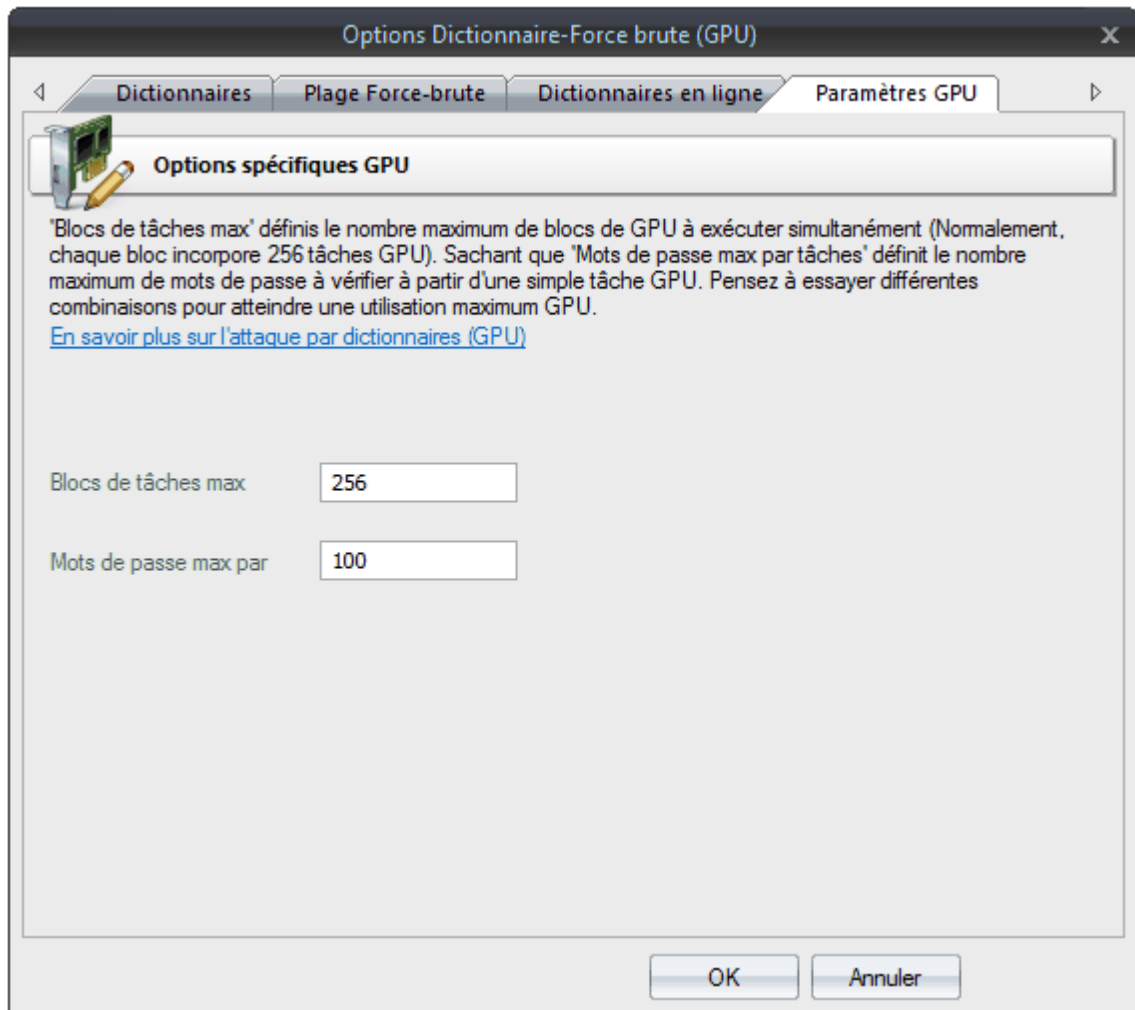 Options Dictionnaire-Force brute (GPU)
Dictionnaires Plage Force-brute Dictionnaires en ligne Paramètres GPU
Options spécifiques GPU
'Blocs de tâches max' définis le nombre maximum de blocs de GPU à exécuter simultanément (Normalement,
chaque bloc incorpore 256 tâches GPU). Sachant que 'Mots de passe max par tâches' définit le nombre
maximum de mots de passe à vérifier à partir d'une simple tâche GPU. Pensez à essayer différentes
combinaisons pour atteindre une utilisation maximum GPU.
En savoir plus sur l'attaque par dictionnaires (GPU)
Blocs de tâches max 256
Mots de passe max par 100
OK Annuler